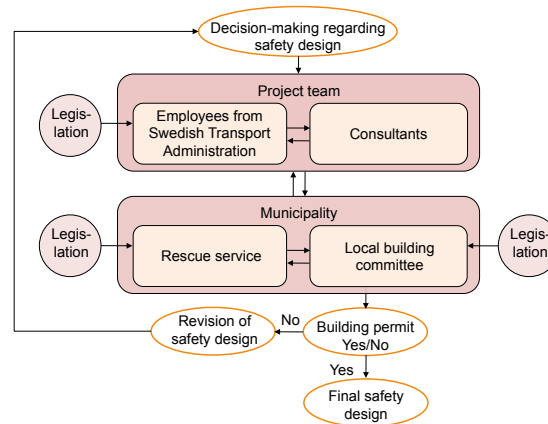 Decision-making regarding
safety design
Project team
Legis-
lation
Employees from
Swedish Transport
Administration
Consultants
Municipality
Legis-
lation
Rescue service
Local building
committee
Legis-
lation
Revision of
safety design
No
Building permit
Yes/No
Yes
Final safety
design